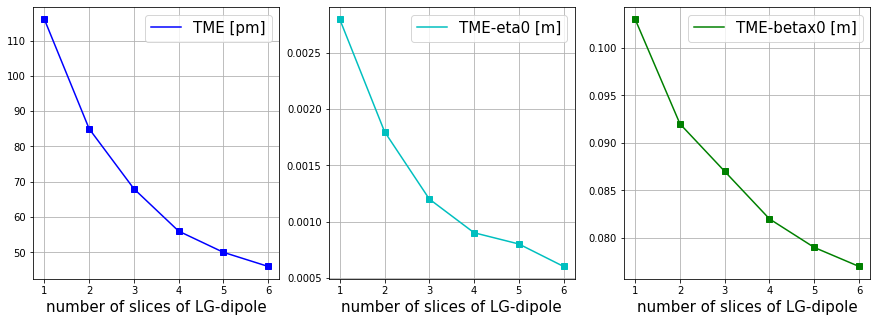 TME [pm]
110
100
90
80
70
60
50
1 2 3 4 5 6
number of slices of LG-dipole
TME-eta0 [m]
0.0025
0.0020
0.0015
0.0010
0.0005
1 2 3 4 5 6
number of slices of LG-dipole
TME-betax0 [m]
0.100
0.095
0.090
0.085
0.080
1 2 3 4 5 6
number of slices of LG-dipole